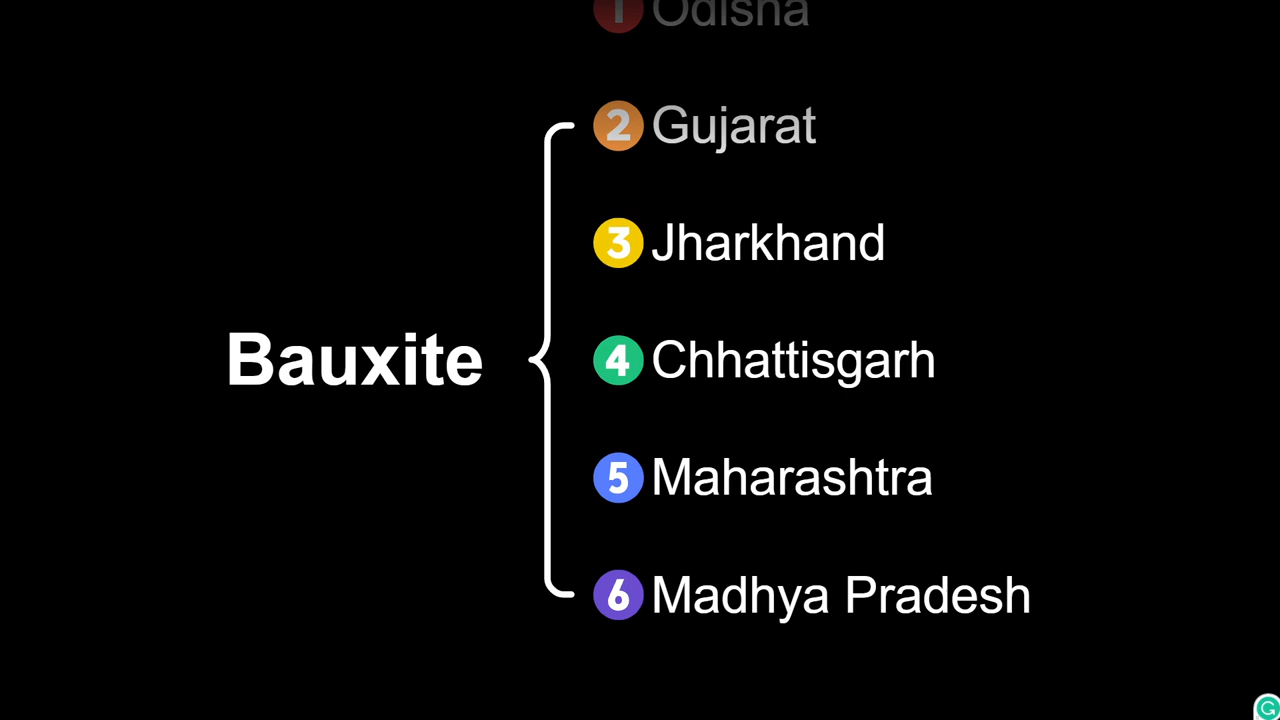 1 Odisha
2 Gujarat
3 Jharkhand
Bauxite
4 Chhattisgarh
5 Maharashtra
6 Madhya Pradesh